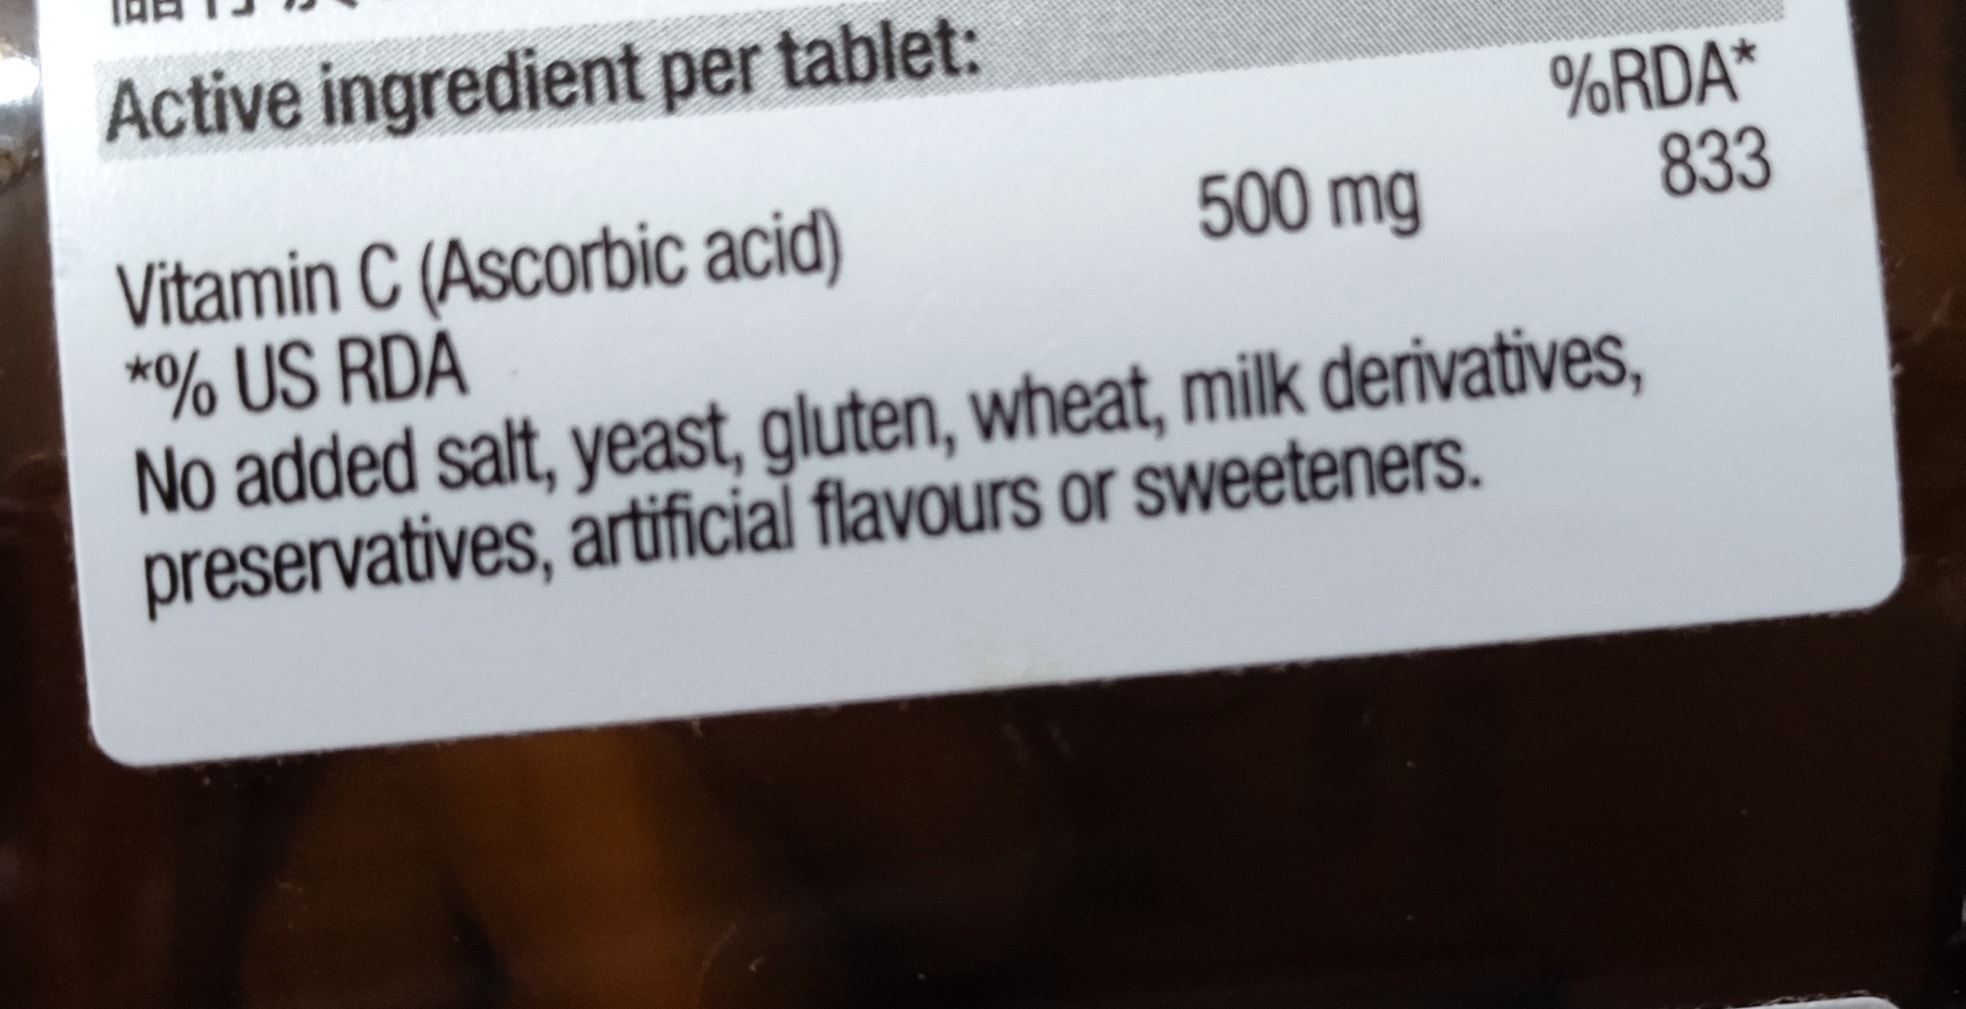 Active ingredient per tablet:
%RDA*
Vitamin C (Ascorbic acid) 500 mg 833
*% US RDA
No added salt, yeast, gluten, wheat, milk derivatives,
preservatives, artificial flavours or sweeteners.